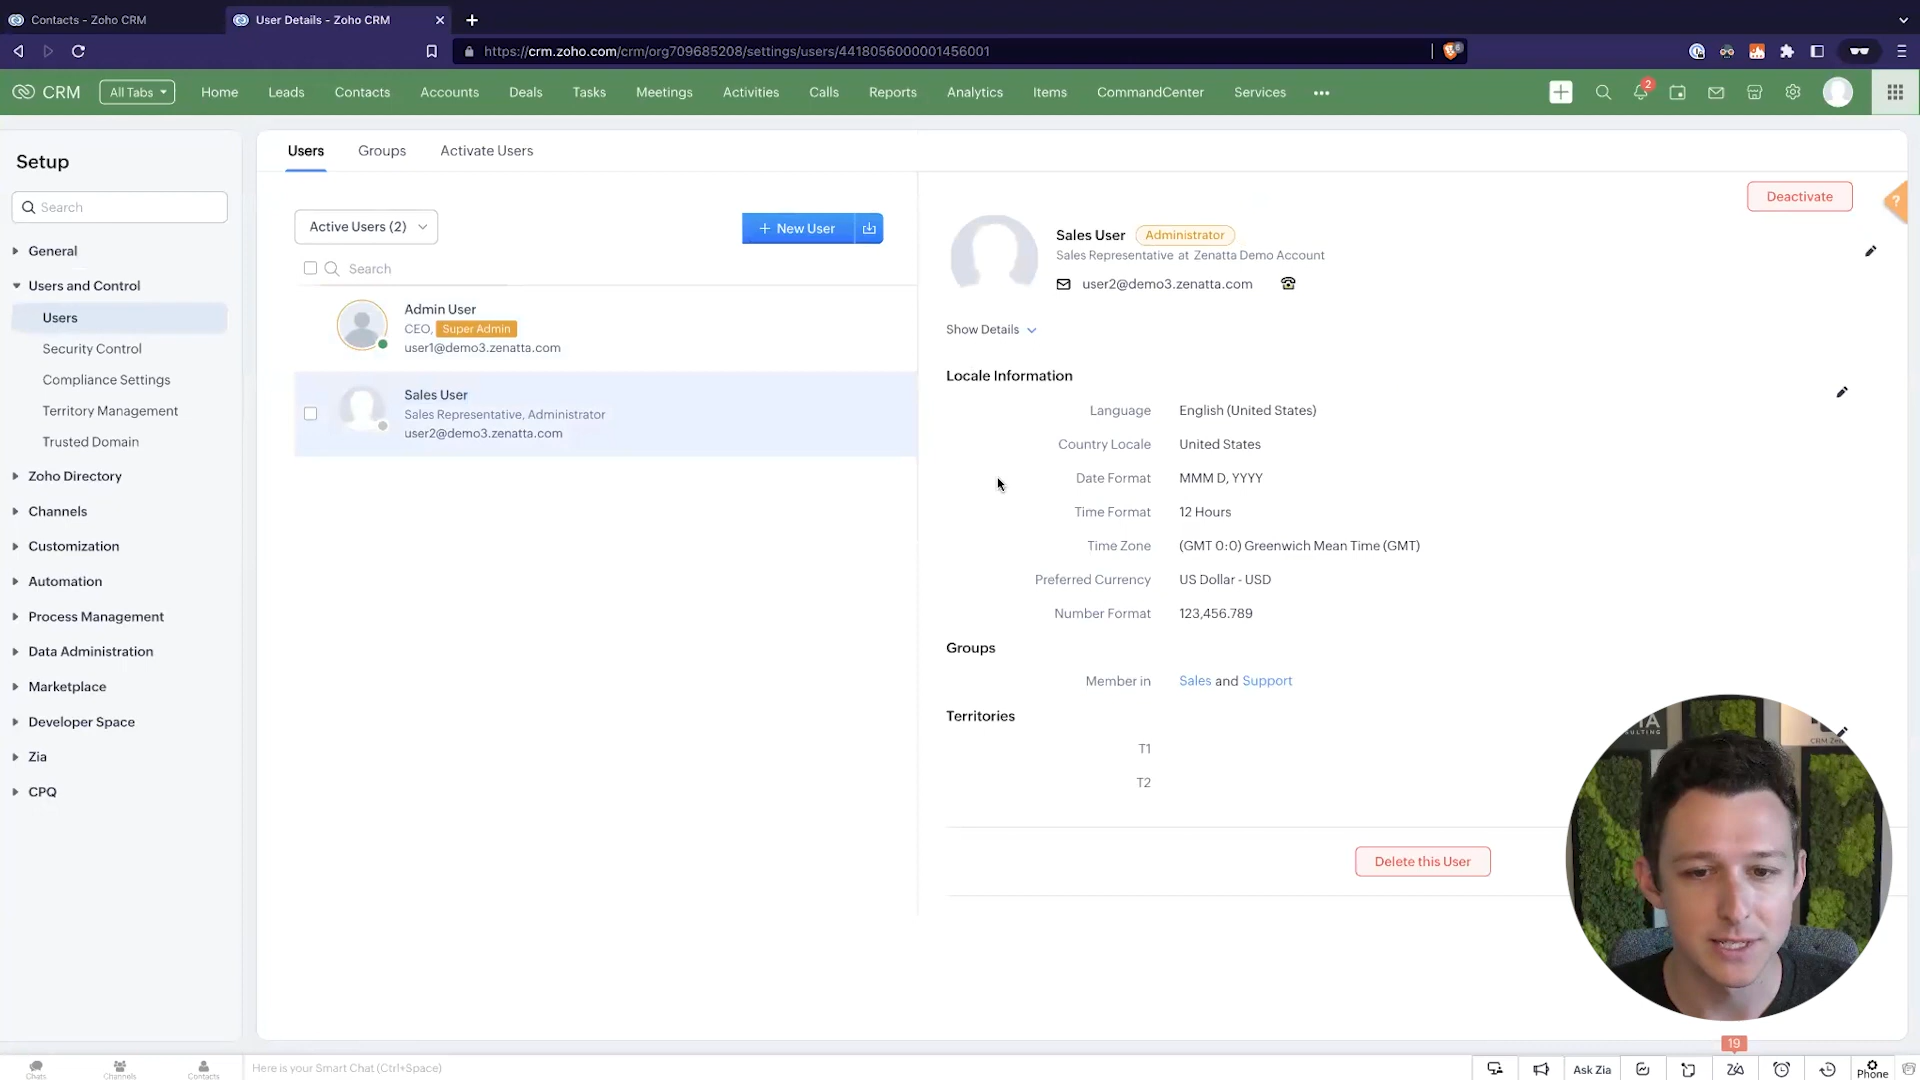 Contacts - Zoho CRM
User Details - Zoho CRM
https://crm.zoho.com/crm/org709685208/settings/users/4418056000001456001
CRM
All Tabs
Home
Leads
Contacts
Accounts
Deals
Tasks
Meetings
Activities
Calls
Reports
Analytics
Items
CommandCenter
Services
2
Setup
Search
General
Users and Control
Users
Security Control
Compliance Settings
Territory Management
Trusted Domain
Zoho Directory
Channels
Customization
Automation
Process Management
Data Administration
Marketplace
Developer Space
Zia
CPQ
Users
Groups
Activate Users
Active Users (2)
+ New User
Search
Admin User
CEO, Super Admin
user1@demo3.zenatta.com
Sales User
Sales Representative, Administrator
user2@demo3.zenatta.com
Deactivate
?
Sales User Administrator
Sales Representative at Zenatta Demo Account
user2@demo3.zenatta.com
Show Details
Locale Information
Language English (United States)
Country Locale United States
Date Format MMM D, YYYY
Time Format 12 Hours
Time Zone (GMT 0:0) Greenwich Mean Time (GMT)
Preferred Currency US Dollar - USD
Number Format 123,456.789
Groups
Member in Sales and Support
Territories
T1
T2
Delete this User
19
Chats
Channels
Contacts
Here is your Smart Chat (Ctrl+Space)
Ask Zia
Phone